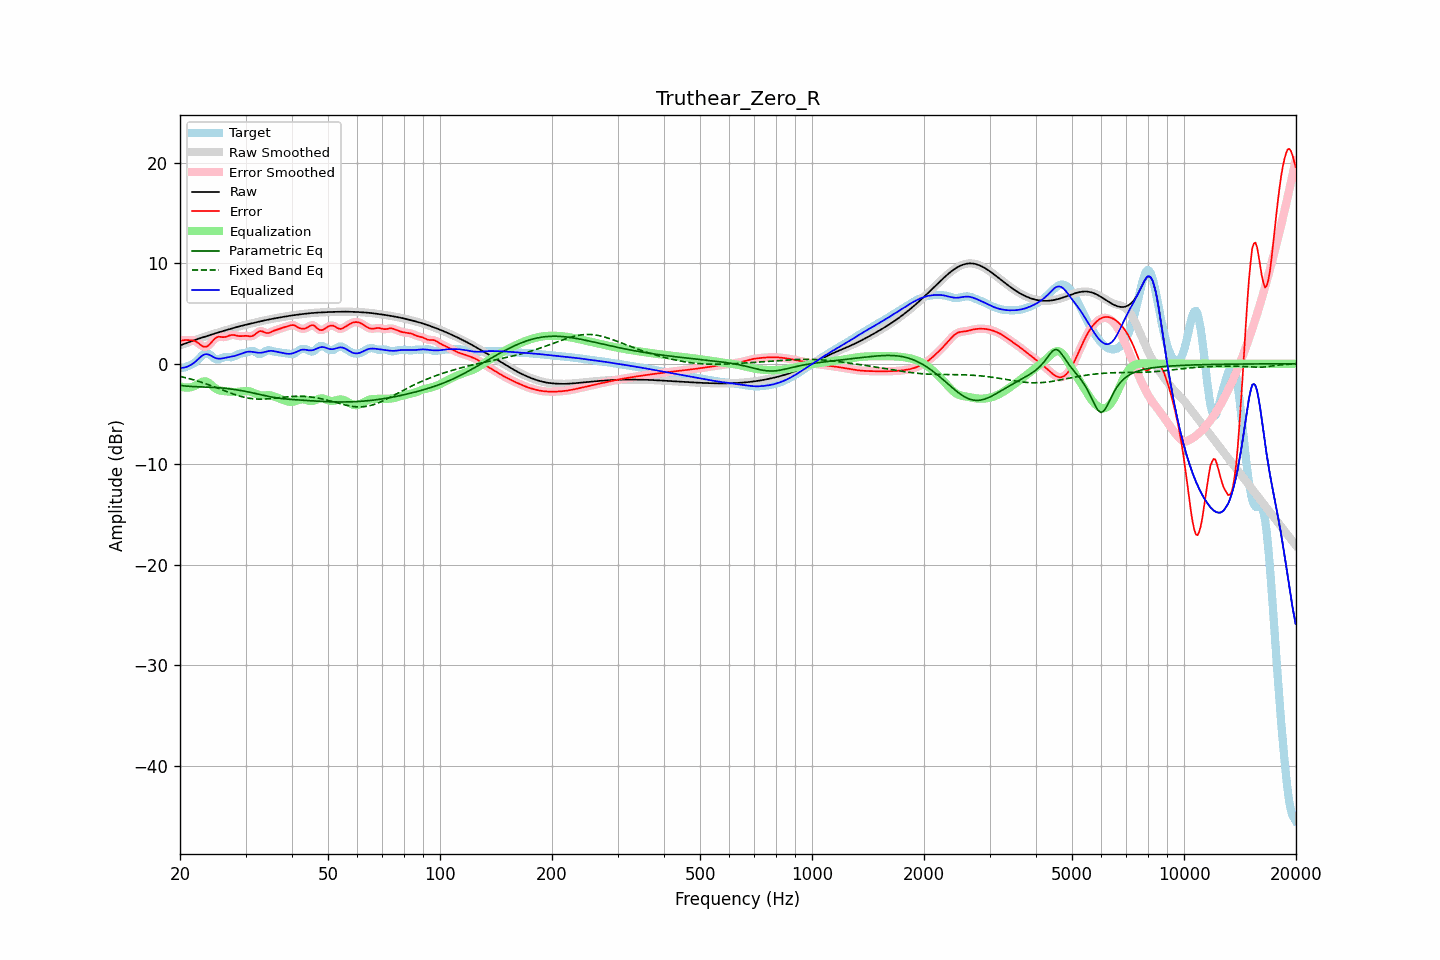 Truthear_Zero_R
Target
Raw Smoothed
Error Smoothed
Raw
Error
Equalization
Parametric Eq
Fixed Band Eq
Equalized
20
10
0
−10
−20
−30
−40
Amplitude (dBr)
20
50
100
200
500
1000
2000
5000
10000
20000
Frequency (Hz)